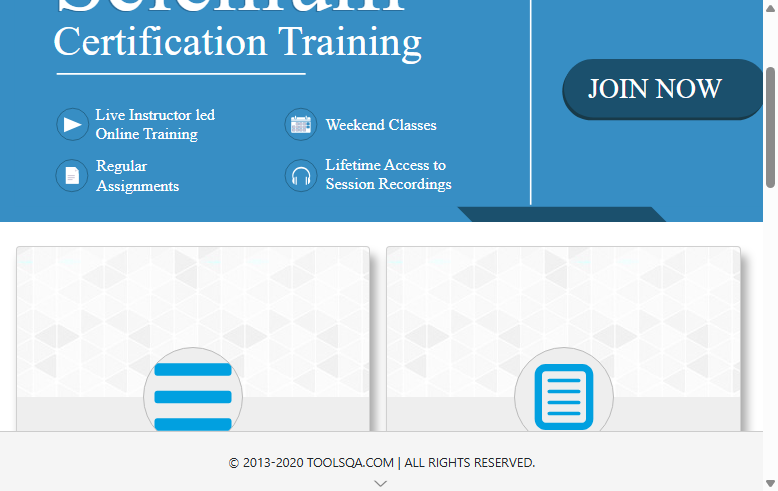 Selenium
Certification Training
JOIN NOW
Live Instructor led
Online Training
Weekend Classes
Regular
Assignments
Lifetime Access to
Session Recordings
© 2013-2020 TOOLSQA.COM | ALL RIGHTS RESERVED.